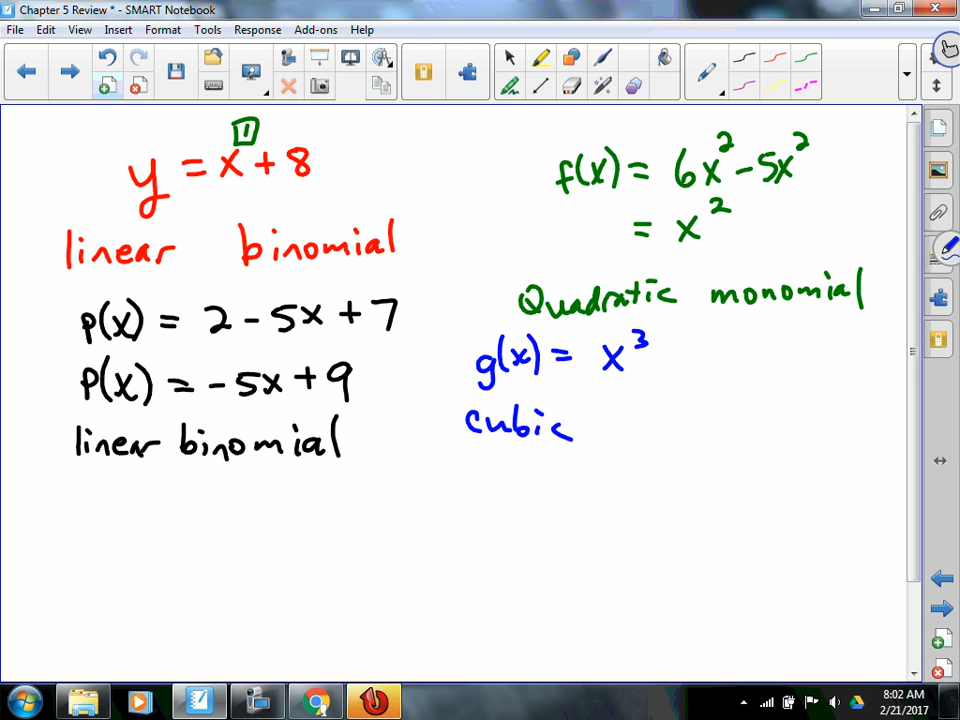 Chapter 5 Review * - SMART Notebook
File Edit View Insert Format Tools Response Add-ons Help
1
y = x + 8
linear binomial
p(x) = 2 - 5x + 7
p(x) = -5x + 9
linear binomial
f(x) = 6x² - 5x²
= x²
Quadratic monomial
g(x) = x³
cubic
8:02 AM
2/21/2017